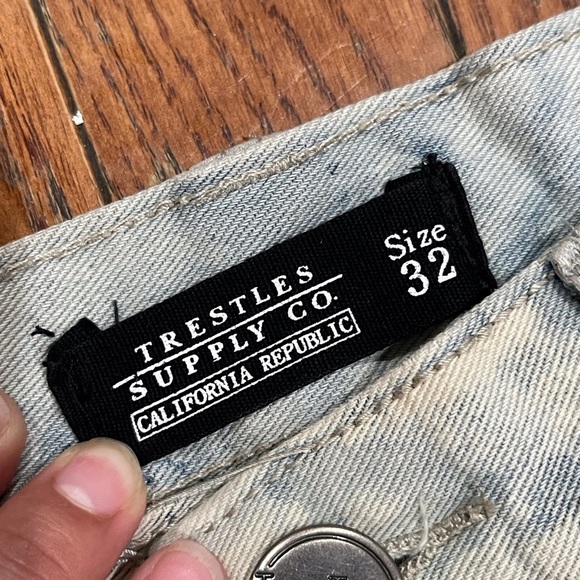 TRESTLES
SUPPLY CO.
CALIFORNIA REPUBLIC
Size
32